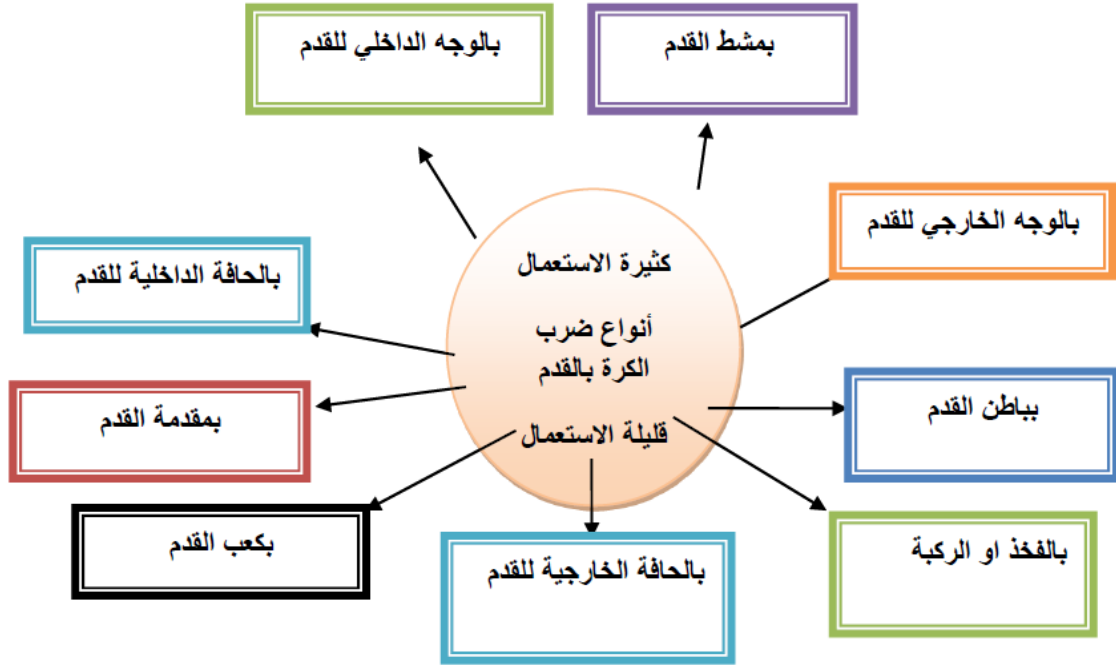 بمشط القدم
بالوجه الداخلي للقدم
بالوجه الخارجي للقدم
كثيرة الاستعمال
أنواع ضرب
الكرة بالقدم
قليلة الاستعمال
بالحافة الداخلية للقدم
بباطن القدم
بمقدمة القدم
بالفخذ او الركبة
بالحافة الخارجية للقدم
بكعب القدم